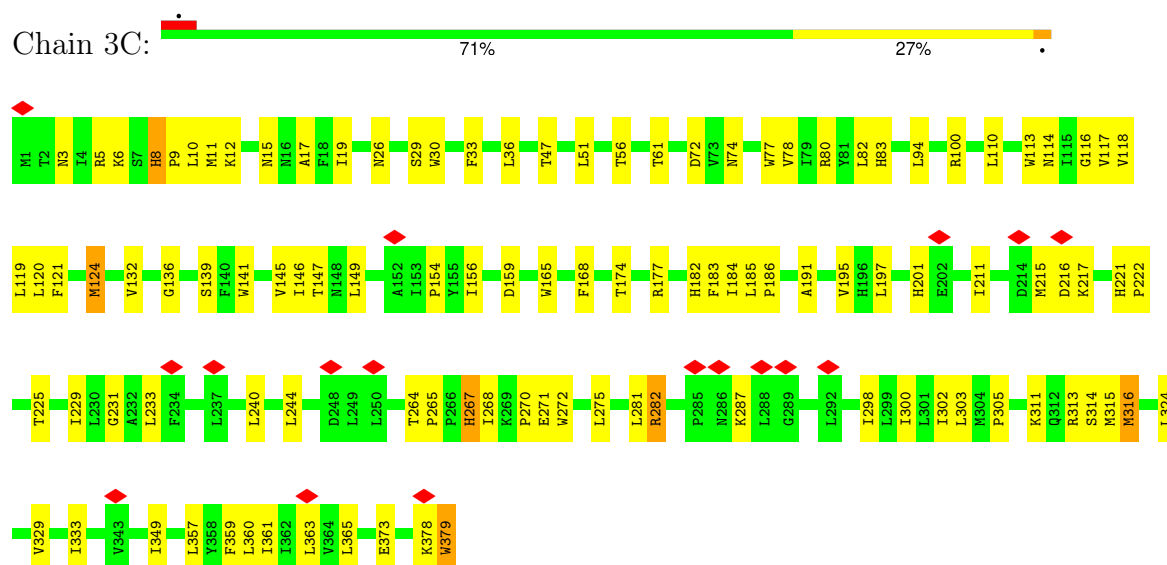 Chain 3C:
71% 27%
M1 T2 N3 I4 R5 K6 S7 H8 P9 L10 M11 K12 N15 N16 A17 F18 I19 N26 S29 W30 F33 L36 T47 L51 T56 T61 D72 V73 N74 W77 V78 I79 R80 Y81 L82 H83 L94 R100 L110 W113 N114 I115 G116 V117 V118
L119 L120 F121 M124 V132 G136 S139 F140 W141 V145 I146 T147 N148 L149 A152 I153 P154 Y155 I156 D159 W165 F168 T174 R177 H182 F183 I184 L185 P186 A191 V195 H196 L197 H201 E202 I211 D214 M215 D216 K217 H221 P222
T225 I229 L230 G231 A232 L233 F234 L237 L240 L244 D248 L249 L250 T264 P265 P266 H267 I268 K269 P270 E271 W272 L275 L281 R282 P285 N286 K287 L288 G289 L292 I298 L299 I300 L301 I302 L303 M304 P305 K311 Q312 R313 S314 M315 M316
V329 I333 V343 I349 L357 Y358 F359 L360 I361 I362 L363 V364 L365 E373 K378 W379